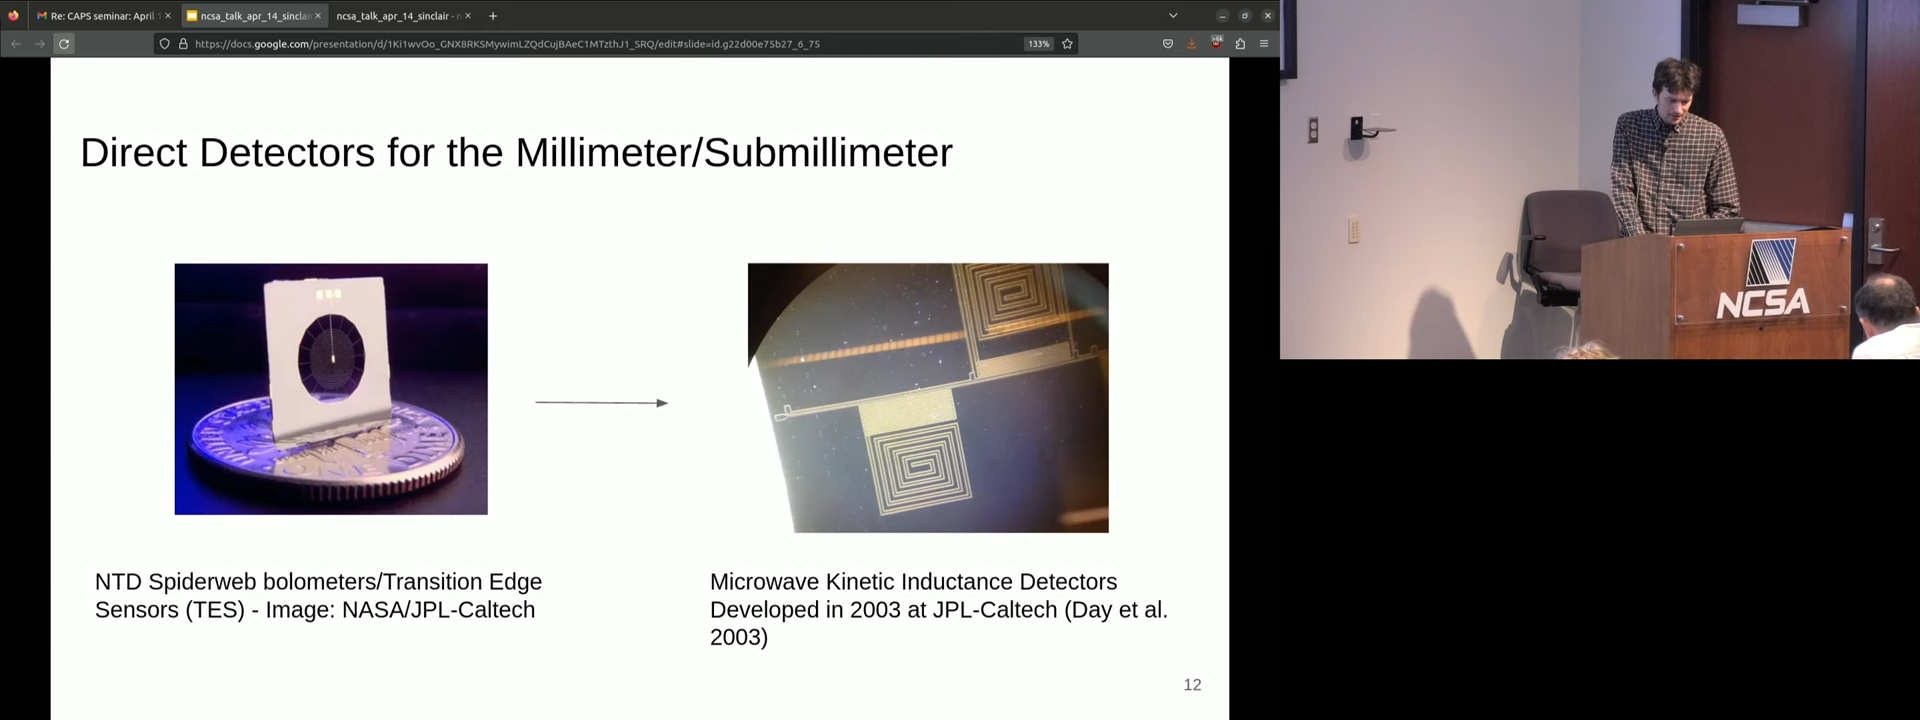 Re: CAPS seminar: April
ncsa_talk_apr_14_sinclair
ncsa_talk_apr_14_sinclair - n
https://docs.google.com/presentation/d/1Ki1wvOo_GNX8RKSMywimLZQdCujBAeC1MTzthJ1_SRQ/edit#slide=id.g22d00e75b27_6_75
133%
Direct Detectors for the Millimeter/Submillimeter
NTD Spiderweb bolometers/Transition Edge
Sensors (TES) - Image: NASA/JPL-Caltech
Microwave Kinetic Inductance Detectors
Developed in 2003 at JPL-Caltech (Day et al.
2003)
12
NCSA